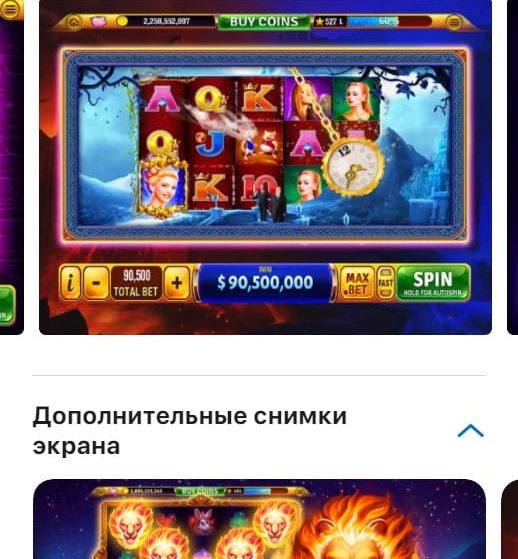 2,258,552,897 BUY COINS 527 L 60%
A Q K
Q J A A
K 10
12
i - 90,500 + WIN $90,500,000 MAX FAST SPIN
TOTAL BET BET HOLD FOR AUTOSPIN
Дополнительные снимки
экрана
BUY COINS